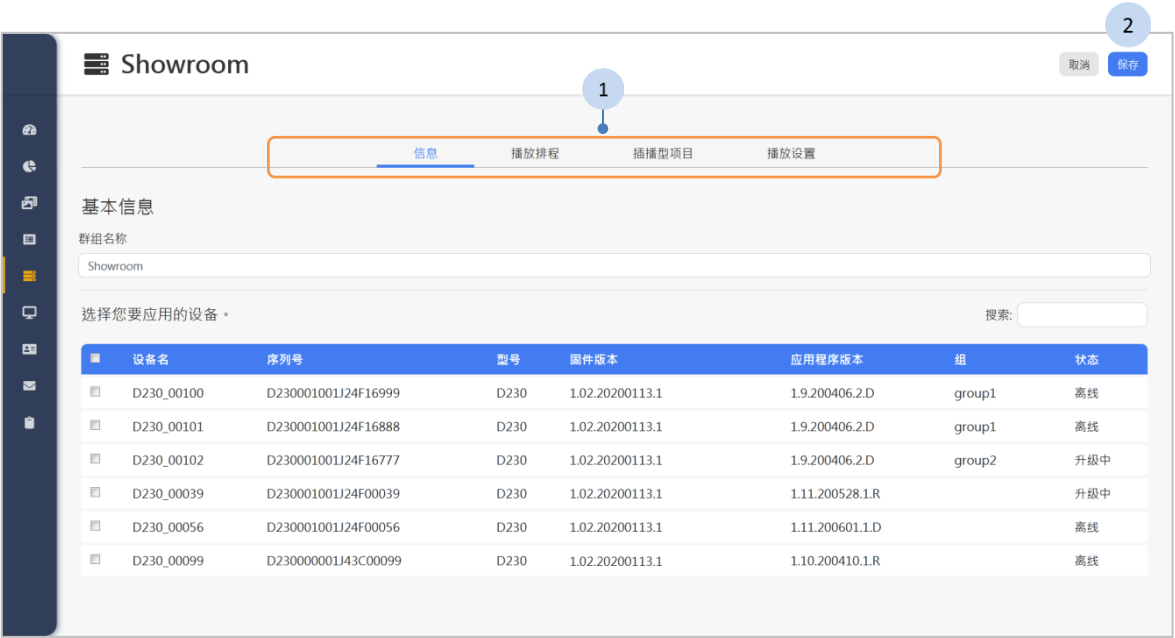 2
Showroom
取消 保存
1
信息 播放排程 插播型项目 播放设置
基本信息
群组名称
Showroom
选择您要应用的设备。 搜索:
设备名 序列号 型号 固件版本 应用程序版本 组 状态
D230_00100 D230001001J24F16999 D230 1.02.20200113.1 1.9.200406.2.D group1 离线
D230_00101 D230001001J24F16888 D230 1.02.20200113.1 1.9.200406.2.D group1 离线
D230_00102 D230001001J24F16777 D230 1.02.20200113.1 1.9.200406.2.D group2 升级中
D230_00039 D230001001J24F00039 D230 1.02.20200113.1 1.11.200528.1.R 升级中
D230_00056 D230001001J24F00056 D230 1.02.20200113.1 1.11.200601.1.D 离线
D230_00099 D230000001J43C00099 D230 1.02.20200113.1 1.10.200410.1.R 离线